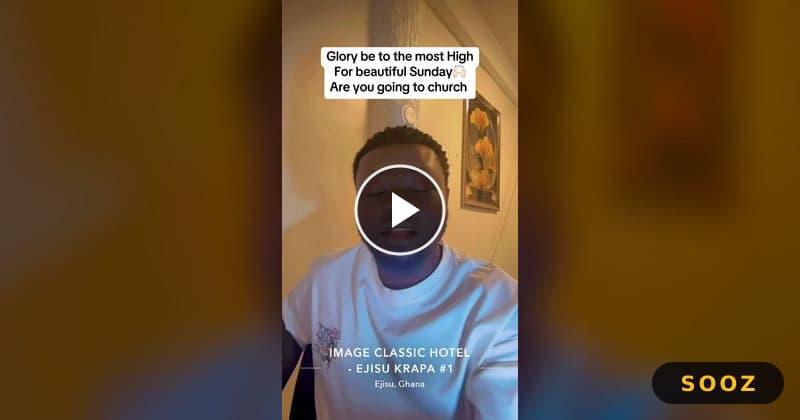 Glory be to the most High
For beautiful Sunday🙌🏻
Are you going to church
IMAGE CLASSIC HOTEL
- EJISU KRAPA #1
Ejisu, Ghana
SOOZ